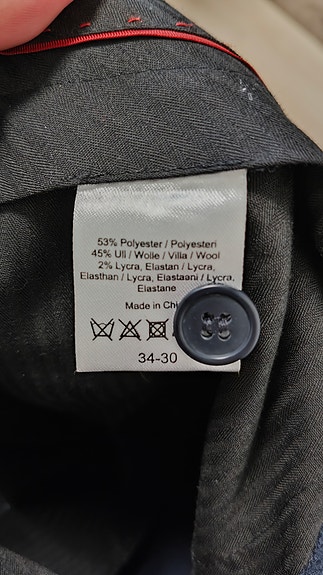 53% Polyester / Polyesteri
45% Ull / Wolle / Villa / Wool
2% Lycra, Elastan / Lycra,
Elasthan / Lycra, Elastaani / Lycra,
Elastane
Made in
34-30